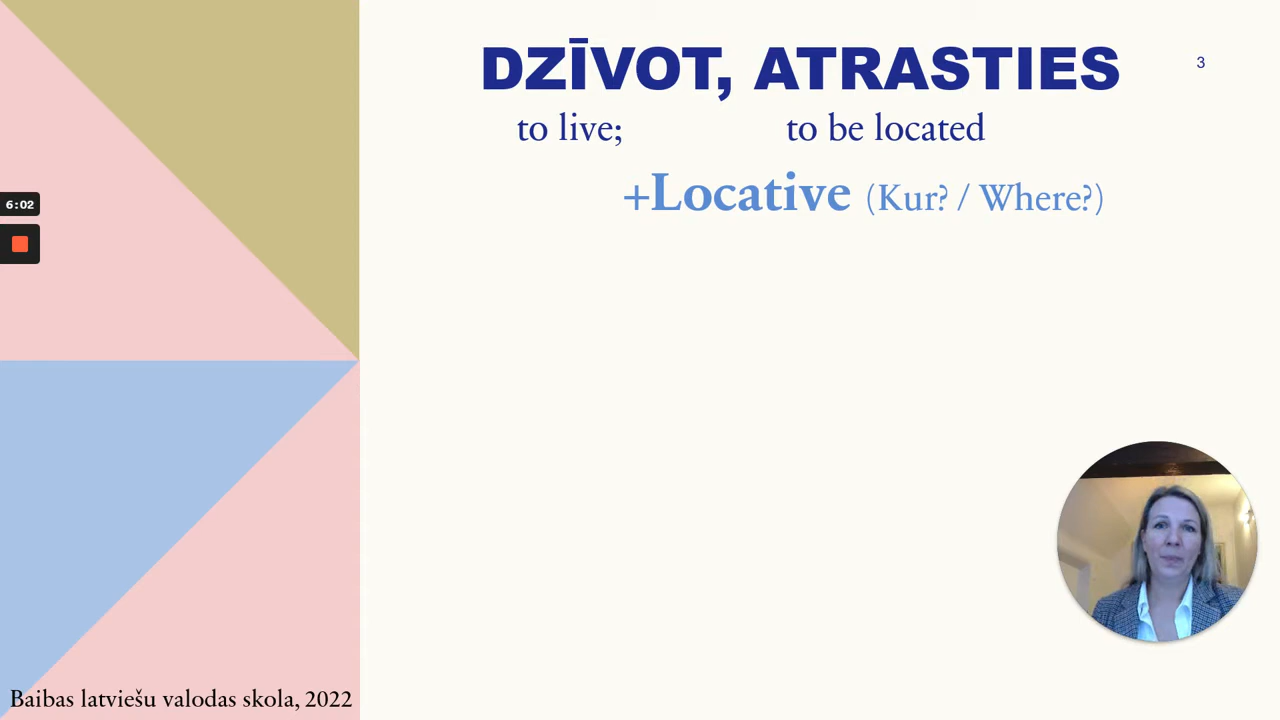 DZĪVOT, ATRASTIES
3
to live; to be located
+Locative (Kur? / Where?)
6:02
Baibas latviešu valodas skola, 2022